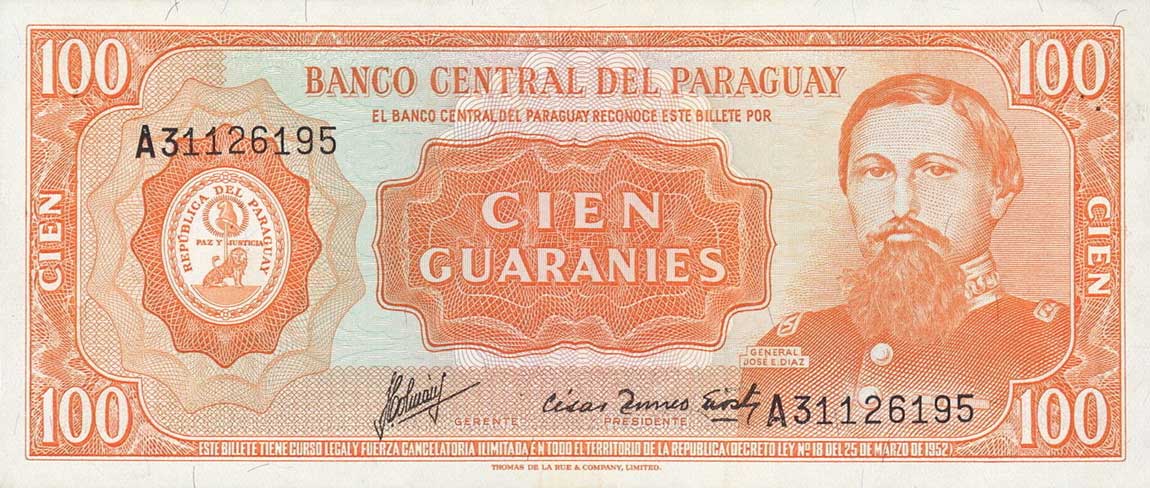 100
100
BANCO CENTRAL DEL PARAGUAY
EL BANCO CENTRAL DEL PARAGUAY RECONOCE ESTE BILLETE POR
A31126195
CIEN
CIEN
REPÚBLICA DEL PARAGUAY
PAZ Y JUSTICIA
CIEN
GUARANIES
GENERAL
JOSE E. DIAZ
César
A31126195
GERENTE
PRESIDENTE
100
100
ESTE BILLETE TIENE CURSO LEGAL Y FUERZA CANCELATORIA ILIMITADA EN TODO EL TERRITORIO DE LA REPUBLICA (DECRETO LEY Nº 18 DEL 25 DE MARZO DE 1952)
THOMAS DE LA RUE & COMPANY, LIMITED.